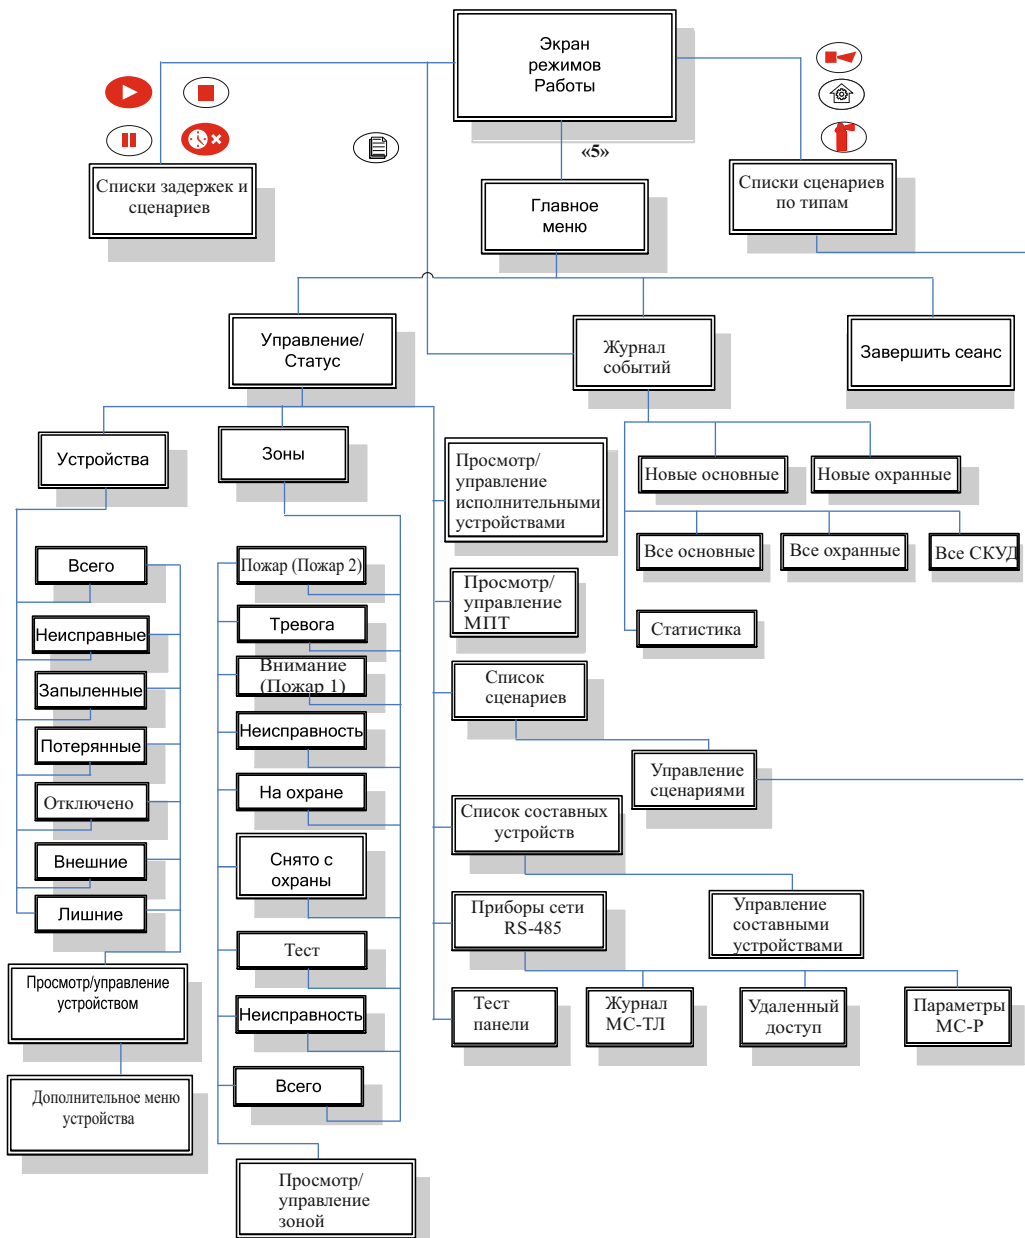 Экран
режимов
Работы
«5»
Списки задержек и
сценариев
Главное
меню
Списки сценариев
по типам
Управление/
Статус
Журнал
событий
Завершить сеанс
Устройства
Зоны
Просмотр/
управление
исполнительными
устройствами
Новые основные
Новые охранные
Все основные
Все охранные
Все СКУД
Статистика
Всего
Неисправные
Запыленные
Потерянные
Отключено
Внешние
Лишние
Просмотр/управление
устройством
Дополнительное меню
устройства
Пожар (Пожар 2)
Тревога
Внимание
(Пожар 1)
Неисправность
На охране
Снято с
охраны
Тест
Неисправность
Всего
Просмотр/
управление
зоной
Просмотр/
управление
МПТ
Список
сценариев
Управление
сценариями
Список составных
устройств
Управление
составными
устройствами
Приборы сети
RS-485
Тест
панели
Журнал
МС-ТЛ
Удаленный
доступ
Параметры
МС-Р